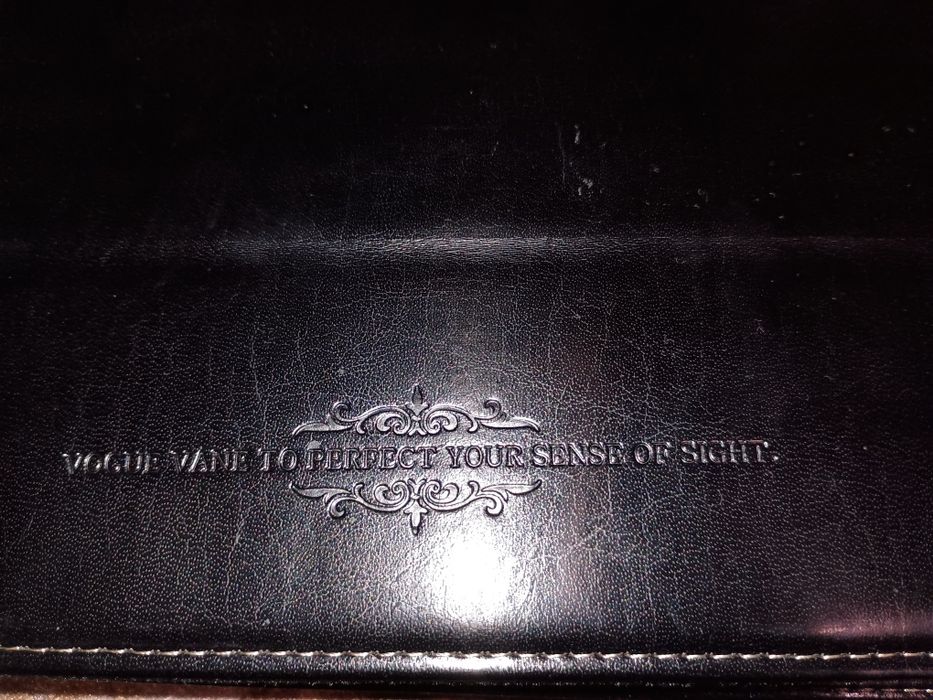 VOGUE VANE TO PERFECT YOUR SENSE OF SIGHT.